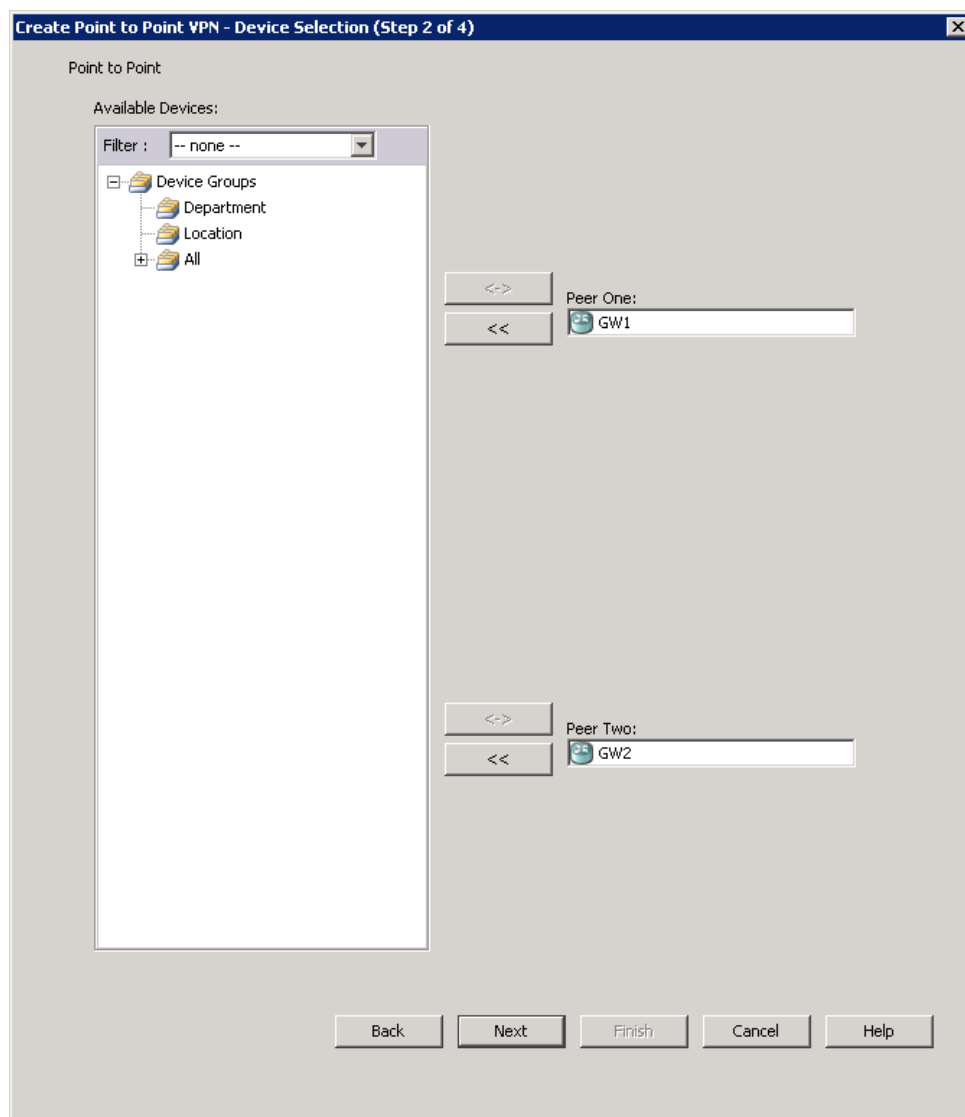 Create Point to Point VPN - Device Selection (Step 2 of 4)
Point to Point
Available Devices:
Filter : -- none --
Device Groups
Department
Location
All
<->
Peer One:
<< GW1
<->
Peer Two:
<< GW2
Back Next Finish Cancel Help